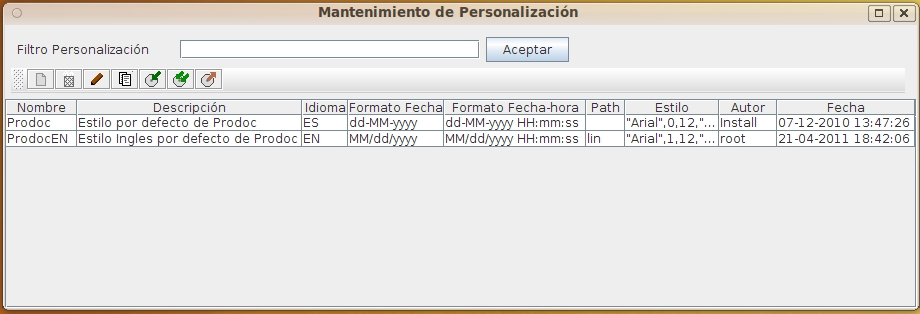 Mantenimiento de Personalización
Filtro Personalización Aceptar
Nombre Descripción Idioma Formato Fecha Formato Fecha-hora Path Estilo Autor Fecha
Prodoc Estilo por defecto de Prodoc ES dd-MM-yyyy dd-MM-yyyy HH:mm:ss "Arial",0,12,"... Install 07-12-2010 13:47:26
ProdocEN Estilo Ingles por defecto de Prodoc EN MM/dd/yyyy MM/dd/yyyy HH:mm:ss lin "Arial",1,12,"... root 21-04-2011 18:42:06